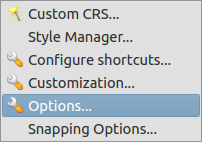 Custom CRS...
Style Manager...
Configure shortcuts...
Customization...
Options...
Snapping Options...